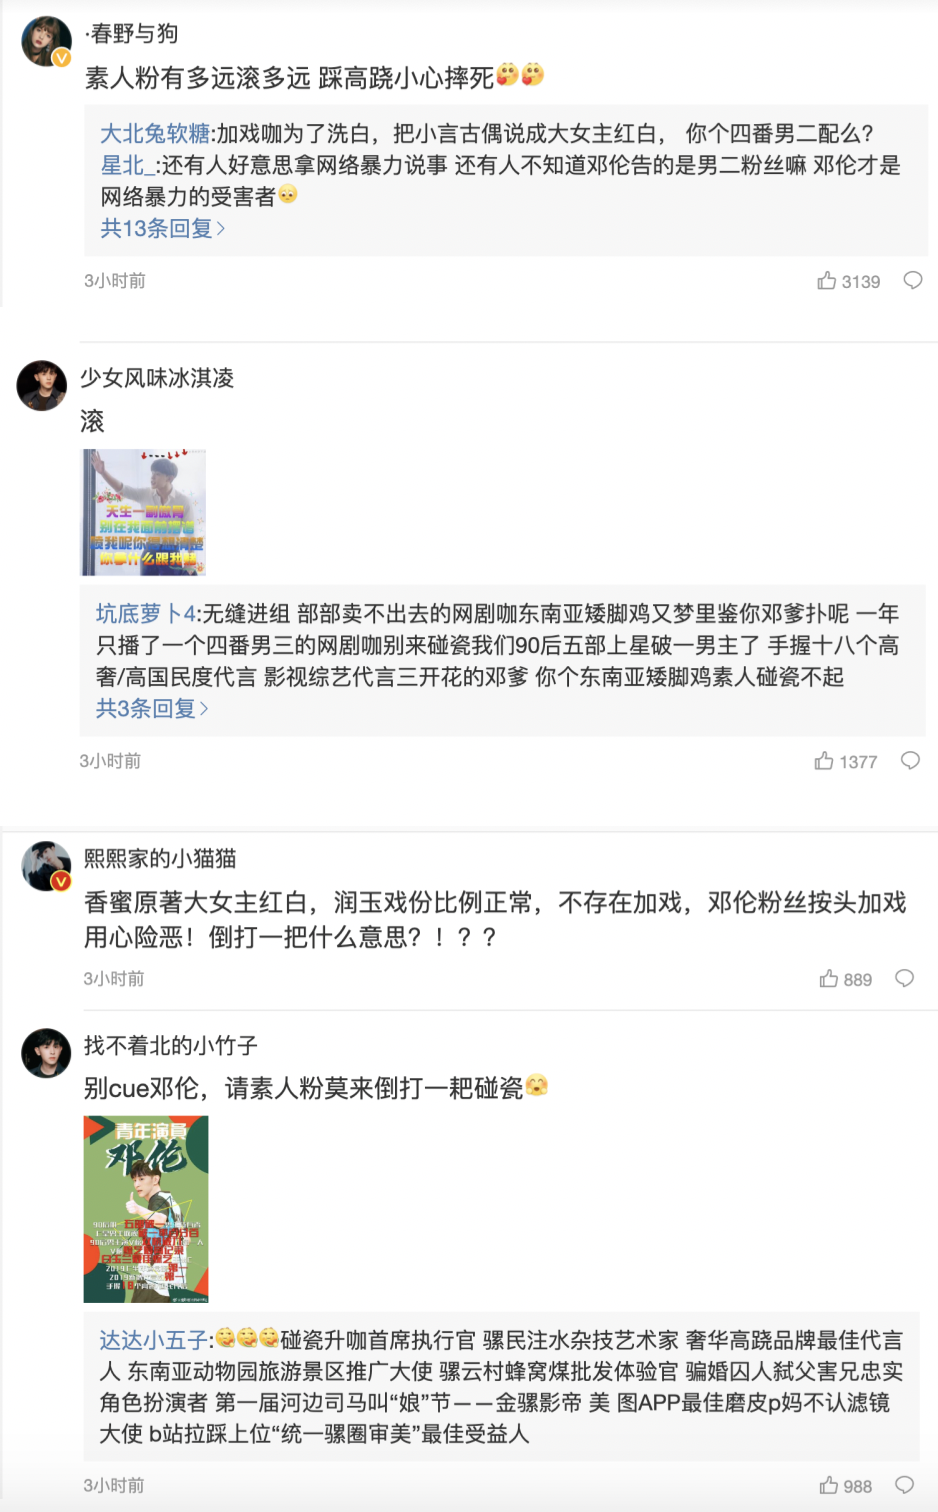 ·春野与狗
素人粉有多远滚多远 踩高跷小心摔死
大北兔软糖:加戏咖为了洗白，把小言古偶说成大女主红白， 你个四番男二配么？
星北_:还有人好意思拿网络暴力说事 还有人不知道邓伦告的是男二粉丝嘛 邓伦才是
网络暴力的受害者
共13条回复>
3小时前
3139
少女风味冰淇凌
滚
天生一副傲骨
别在我面前摆谱
你拿什么跟我
坑底萝卜4:无缝进组 部部卖不出去的网剧咖东南亚矮脚鸡又梦里鉴你邓爹扑呢 一年
只播了一个四番男三的网剧咖别来碰瓷我们90后五部上星破一男主了 手握十八个高
奢/高国民度代言 影视综艺代言三开花的邓爹 你个东南亚矮脚鸡素人碰瓷不起
共3条回复>
3小时前
1377
熙熙家的小猫猫
香蜜原著大女主红白，润玉戏份比例正常，不存在加戏，邓伦粉丝按头加戏
用心险恶！倒打一把什么意思？！？？
3小时前
889
找不着北的小竹子
别cue邓伦，请素人粉莫来倒打一耙碰瓷
青年演員
邓伦
达达小五子:碰瓷升咖首席执行官 骡民注水杂技艺术家 奢华高跷品牌最佳代言
人 东南亚动物园旅游景区推广大使 骡云村蜂窝煤批发体验官 骗婚囚人弑父害兄忠实
角色扮演者 第一届河边司马叫“娘”节——金骡影帝 美 图APP最佳磨皮p妈不认滤镜
大使 b站拉踩上位“统一骡圈审美”最佳受益人
3小时前
988